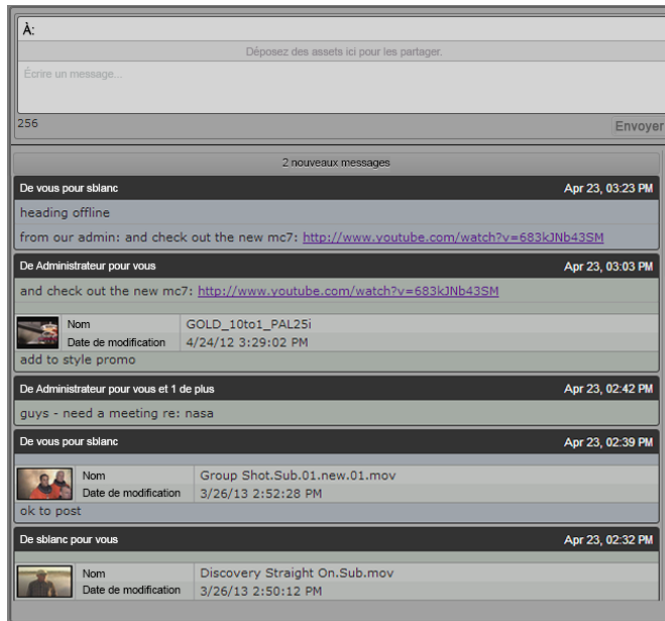 À:
Déposez des assets ici pour les partager.
Écrire un message...
256
Envoyer
2 nouveaux messages
De vous pour sblanc Apr 23, 03:23 PM
heading offline
from our admin: and check out the new mc7: http://www.youtube.com/watch?v=683kJNb43SM
De Administrateur pour vous Apr 23, 03:03 PM
and check out the new mc7: http://www.youtube.com/watch?v=683kJNb43SM
Nom GOLD_10to1_PAL25i
Date de modification 4/24/12 3:29:02 PM
add to style promo
De Administrateur pour vous et 1 de plus Apr 23, 02:42 PM
guys - need a meeting re: nasa
De vous pour sblanc Apr 23, 02:39 PM
Nom Group Shot.Sub.01.new.01.mov
Date de modification 3/26/13 2:52:28 PM
ok to post
De sblanc pour vous Apr 23, 02:32 PM
Nom Discovery Straight On.Sub.mov
Date de modification 3/26/13 2:50:12 PM